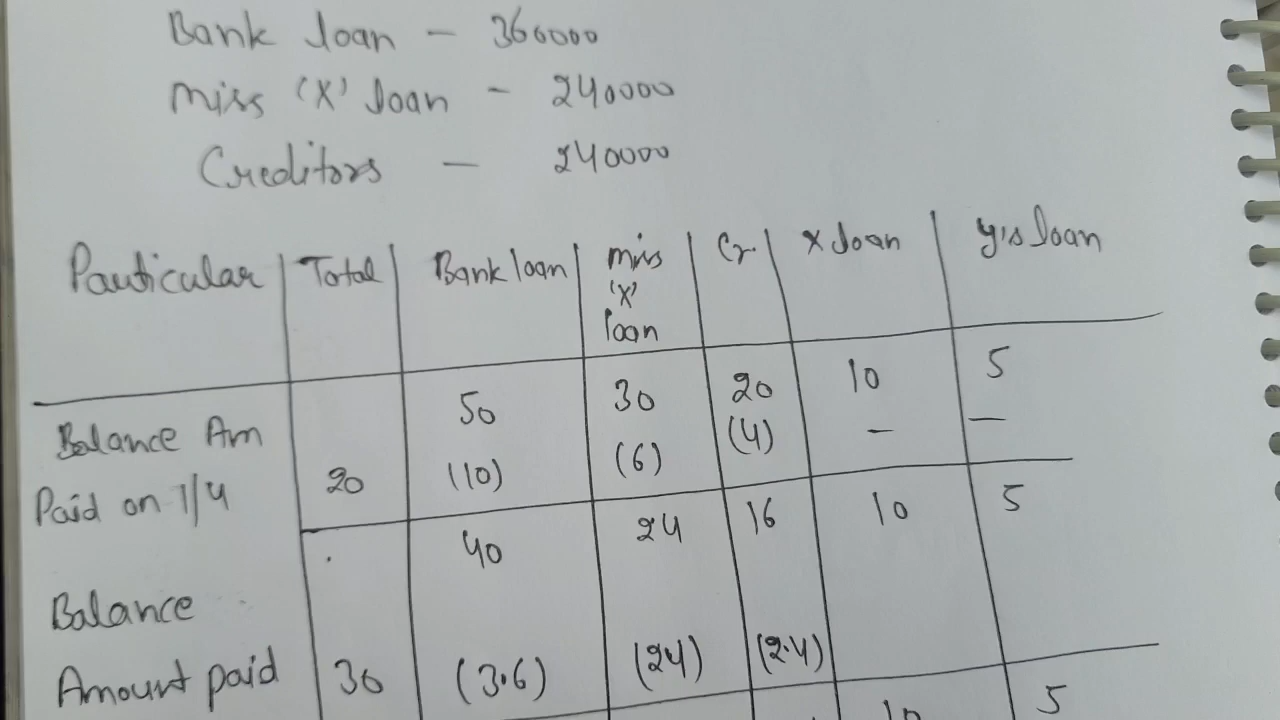 Bank loan - 360000
Miss 'X' loan - 240000
Creditors - 240000
Particular Total Bank loan miss 'X' loan Cr. X loan y's loan
Balance Am 50 30 20 10 5
Paid on 1/4 20 (10) (6) (4) - -
40 24 16 10 5
Balance
Amount paid 30 (3.6) (24) (2.4)
10 5